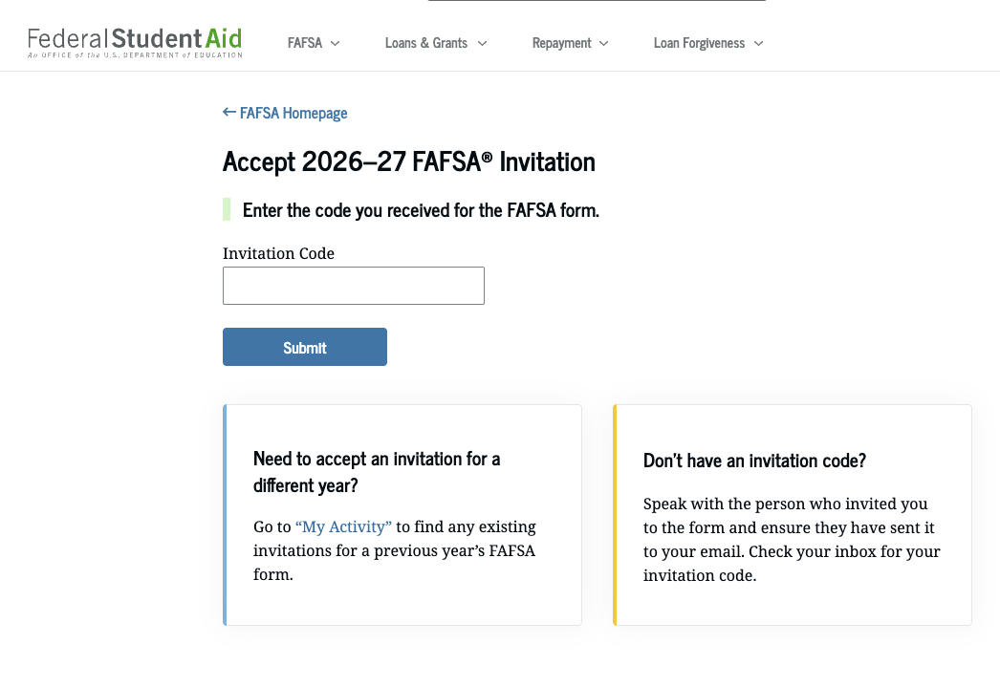 Federal Student Aid
An OFFICE of the U.S. DEPARTMENT of EDUCATION
FAFSA
Loans & Grants
Repayment
Loan Forgiveness
← FAFSA Homepage
Accept 2026–27 FAFSA® Invitation
Enter the code you received for the FAFSA form.
Invitation Code
Submit
Need to accept an invitation for a
different year?
Go to “My Activity” to find any existing
invitations for a previous year’s FAFSA
form.
Don’t have an invitation code?
Speak with the person who invited you
to the form and ensure they have sent it
to your email. Check your inbox for your
invitation code.